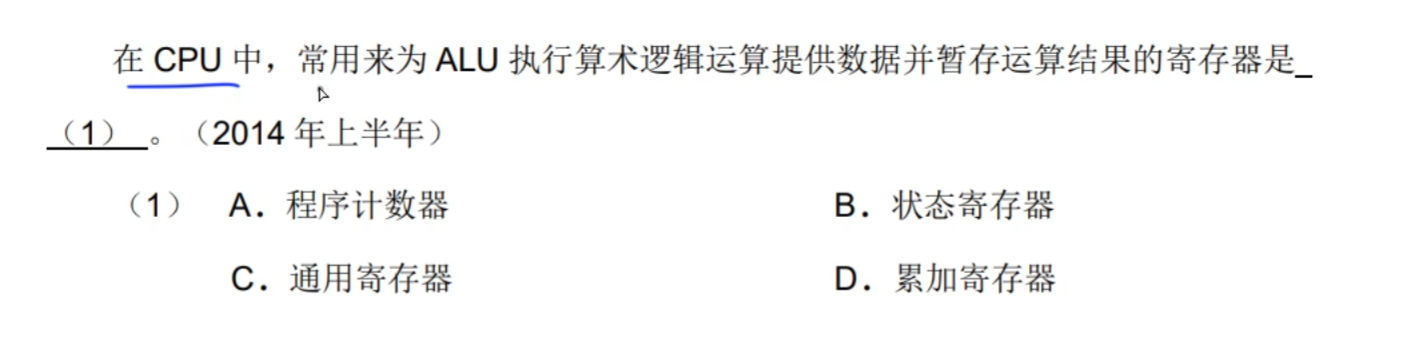 在 CPU 中，常用来为 ALU 执行算术逻辑运算提供数据并暂存运算结果的寄存器是_
（1）。（2014 年上半年）
（1） A．程序计数器 B．状态寄存器
C．通用寄存器 D．累加寄存器